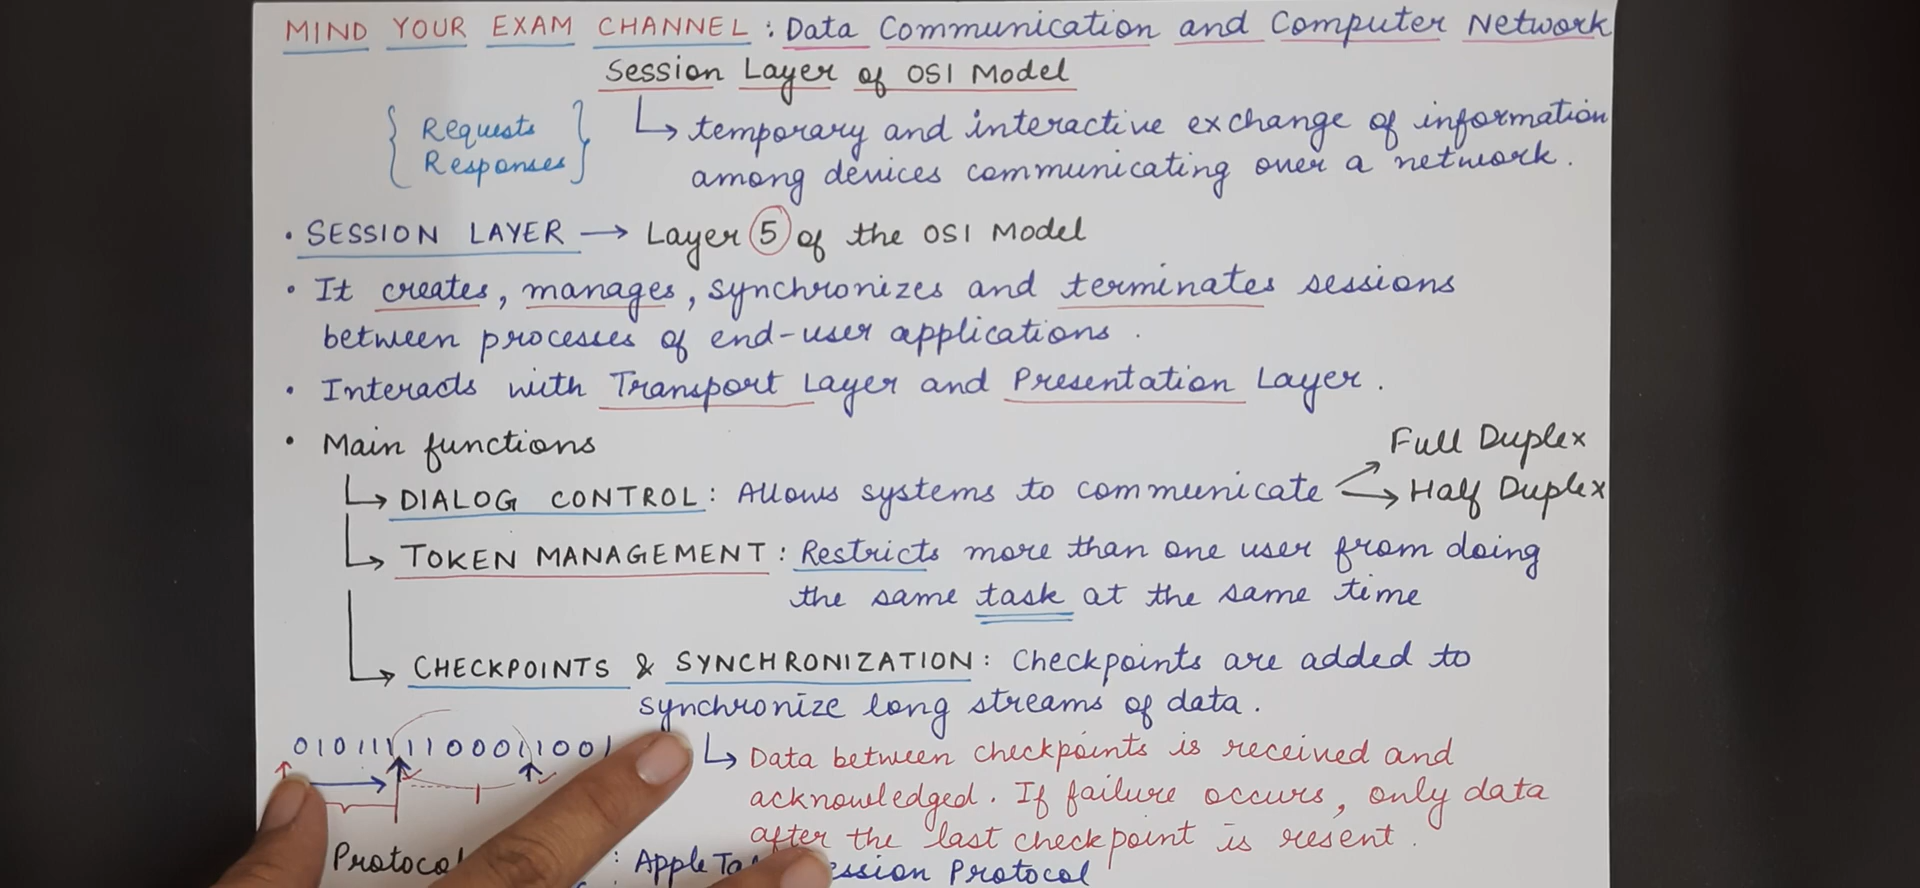 MIND YOUR EXAM CHANNEL : Data Communication and Computer Network
Session Layer of OSI Model
{ Requests
Responses }
↳ temporary and interactive exchange of information
among devices communicating over a network.
• SESSION LAYER → Layer 5 of the OSI Model
• It creates, manages, synchronizes and terminates sessions
between processes of end-user applications.
• Interacts with Transport Layer and Presentation Layer.
• Main functions
Full Duplex
↳ DIALOG CONTROL : Allows systems to communicate
Half Duplex
↳ TOKEN MANAGEMENT : Restricts more than one user from doing
the same task at the same time
↳ CHECKPOINTS & SYNCHRONIZATION : Checkpoints are added to
synchronize long streams of data.
↳ Data between checkpoints is received and
acknowledged. If failure occurs, only data
after the last checkpoint is resent.
: Session Protocol